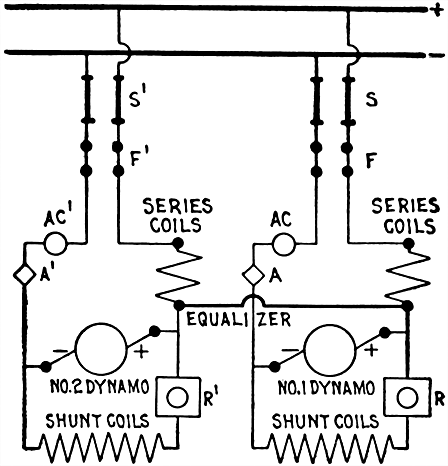 +
−
S' S
F' F
AC' SERIES COILS AC SERIES COILS
A' A
EQUALIZER
− + − +
NO.2 DYNAMO R' NO.1 DYNAMO R
SHUNT COILS SHUNT COILS